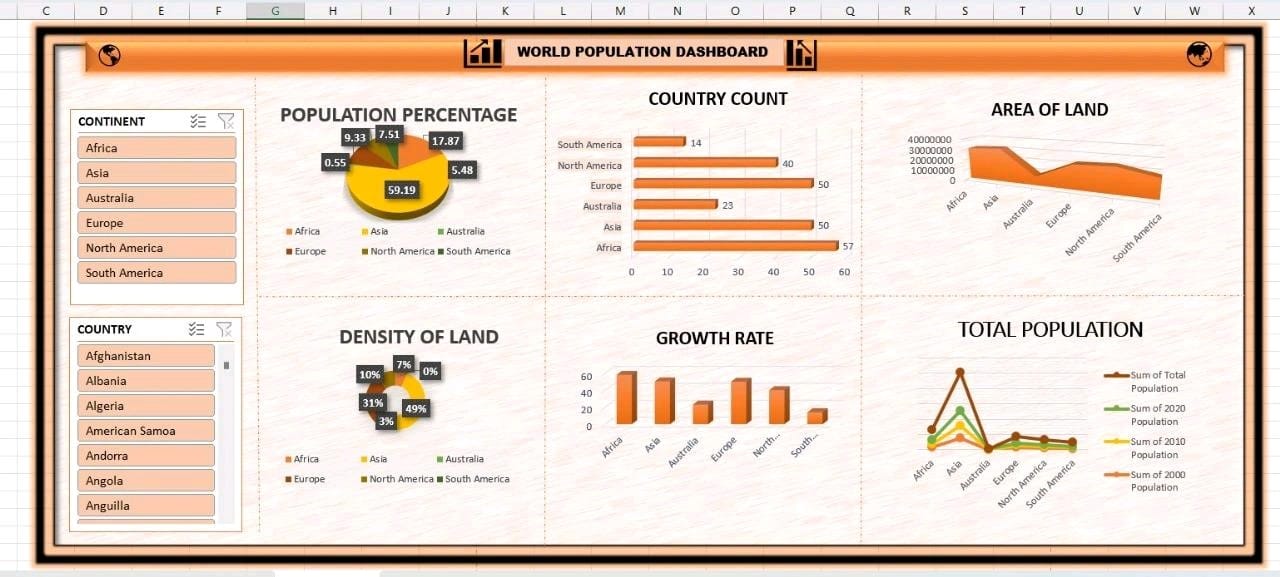 C D E F G H I J K L M N O P Q R S T U V W X
WORLD POPULATION DASHBOARD
CONTINENT
Africa
Asia
Australia
Europe
North America
South America
COUNTRY
Afghanistan
Albania
Algeria
American Samoa
Andorra
Angola
Anguilla
POPULATION PERCENTAGE
9.33 7.51 17.87
0.55 5.48
59.19
Africa Asia Australia
Europe North America South America
COUNTRY COUNT
South America 14
North America 40
Europe 50
Australia 23
Asia 50
Africa 57
0 10 20 30 40 50 60
AREA OF LAND
40000000
30000000
20000000
10000000
0
Africa Asia Australia Europe North America South America
DENSITY OF LAND
7% 0%
10%
31% 49%
3%
Africa Asia Australia
Europe North America South America
GROWTH RATE
60
40
20
0
Africa Asia Australia Europe North... South...
TOTAL POPULATION
Sum of Total
Population
Sum of 2020
Population
Sum of 2010
Population
Sum of 2000
Population
Africa Asia Australia Europe North America South America